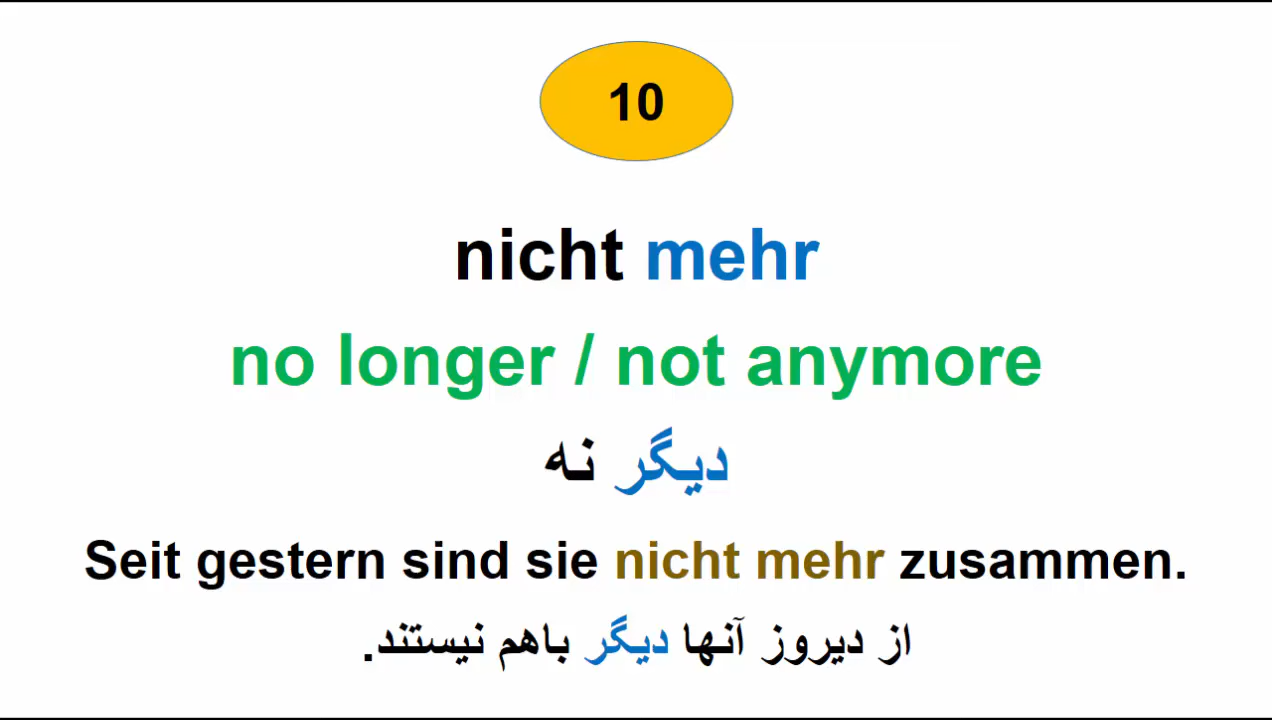 10
nicht mehr
no longer / not anymore
دیگر نه
Seit gestern sind sie nicht mehr zusammen.
از دیروز آنها دیگر باهم نیستند.